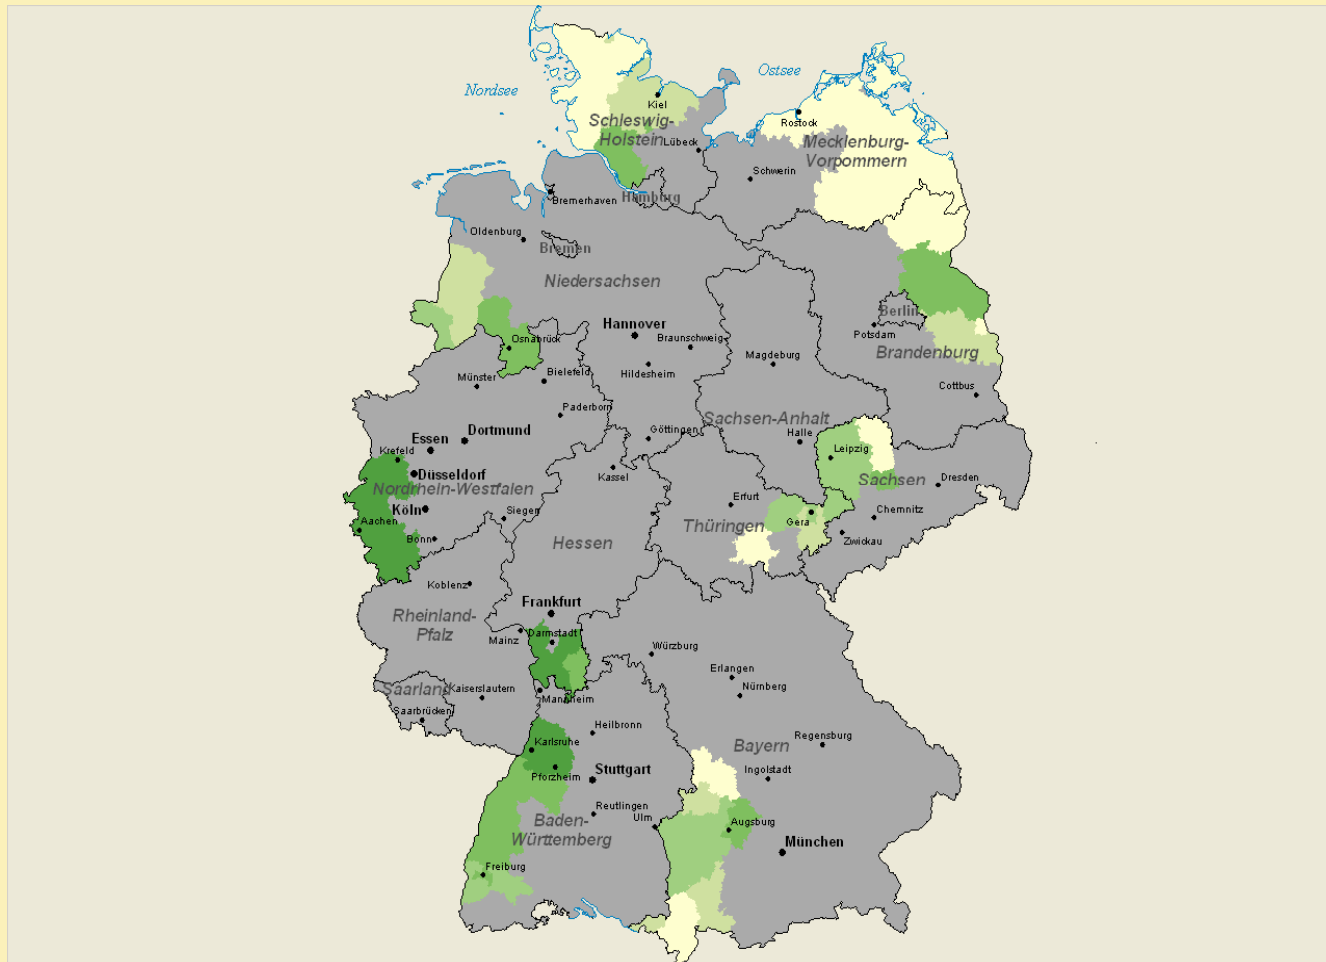 Ostsee
Nordsee
Kiel
Schleswig-
Holstein
Rostock
Mecklenburg-
Vorpommern
Lübeck
Schwerin
Hamburg
Bremerhaven
Oldenburg
Bremen
Niedersachsen
Berlin
Hannover
Potsdam
Braunschweig
Osnabrück
Brandenburg
Magdeburg
Hildesheim
Bielefeld
Münster
Cottbus
Paderborn
Sachsen-Anhalt
Göttingen
Halle
Dortmund
Essen
Krefeld
Leipzig
Kassel
Düsseldorf
Sachsen
Dresden
Nordrhein-Westfalen
Erfurt
Köln
Siegen
Chemnitz
Gera
Aachen
Thüringen
Bonn
Zwickau
Hessen
Koblenz
Frankfurt
Rheinland-
Pfalz
Mainz
Darmstadt
Würzburg
Erlangen
Saarland
Kaiserslautern
Nürnberg
Mannheim
Saarbrücken
Heilbronn
Regensburg
Karlsruhe
Bayern
Pforzheim
Stuttgart
Ingolstadt
Reutlingen
Ulm
Baden-
Württemberg
Augsburg
München
Freiburg